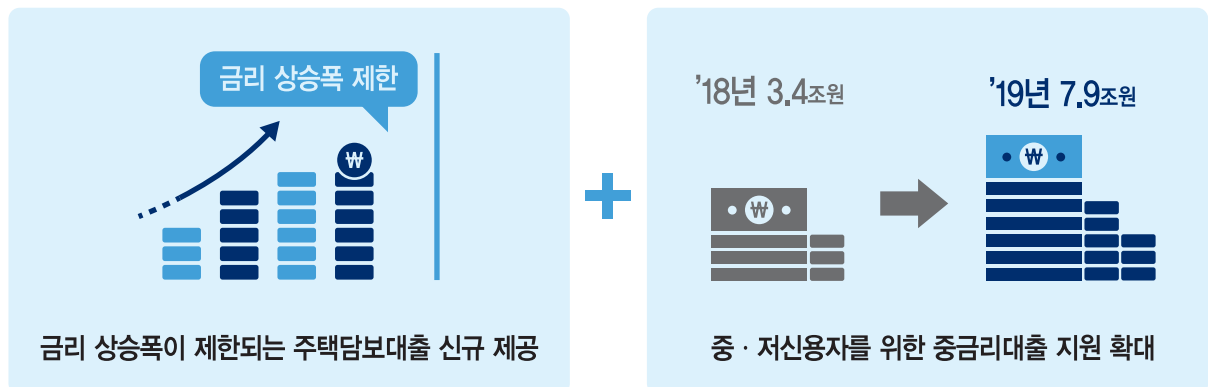 금리 상승폭 제한
₩
금리 상승폭이 제한되는 주택담보대출 신규 제공
+
’18년 3.4조원
’19년 7.9조원
₩
₩
중 · 저신용자를 위한 중금리대출 지원 확대